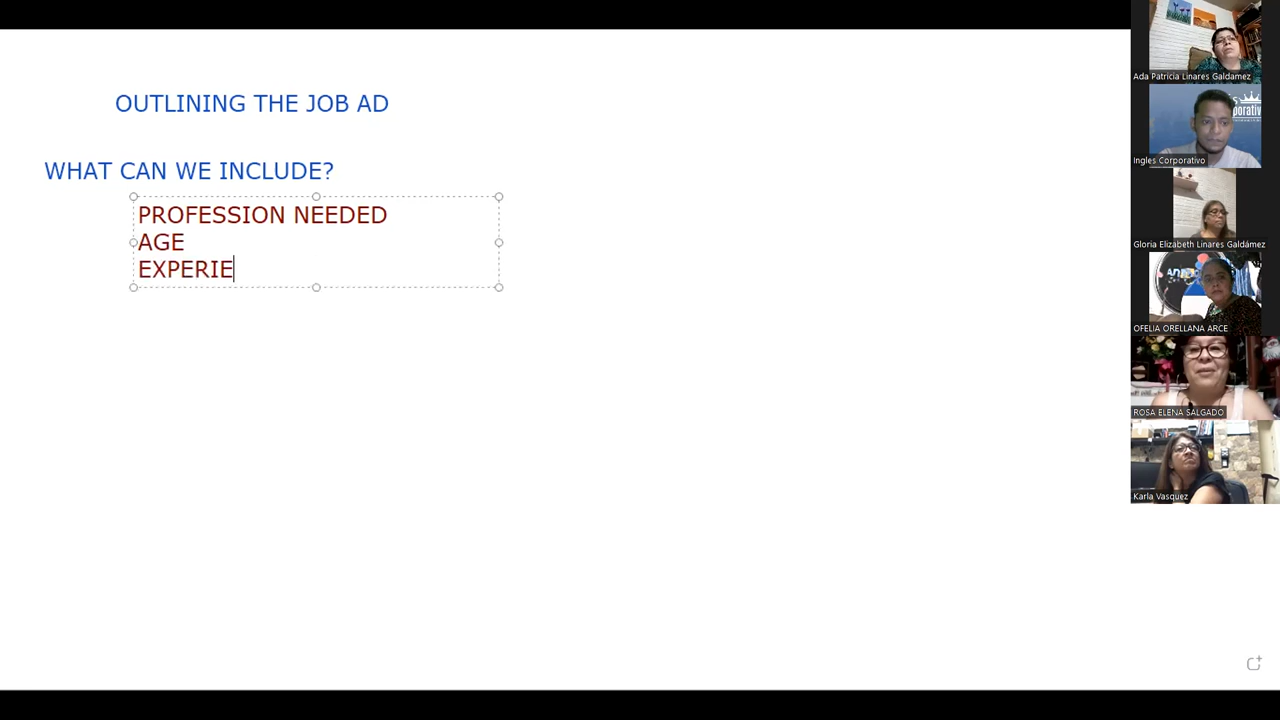 OUTLINING THE JOB AD
WHAT CAN WE INCLUDE?
PROFESSION NEEDED
AGE
EXPERIE
Ada Patricia Linares Galdamez
Ingles Corporativo
Gloria Elizabeth Linares Galdámez
OFELIA ORELLANA ARCE
ROSA ELENA SALGADO
Karla Vasquez